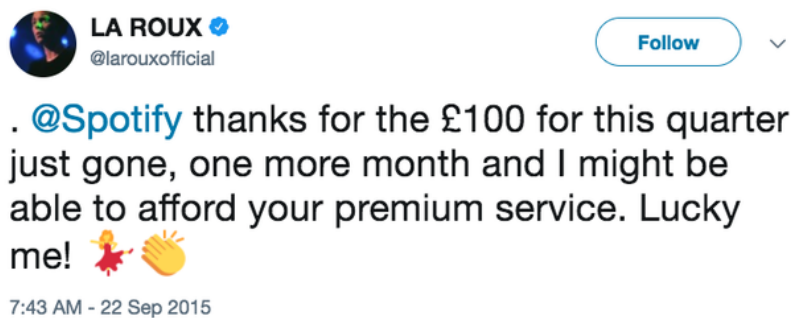 LA ROUX
@larouxofficial
Follow
. @Spotify thanks for the £100 for this quarter
just gone, one more month and I might be
able to afford your premium service. Lucky
me! 💃👏
7:43 AM - 22 Sep 2015